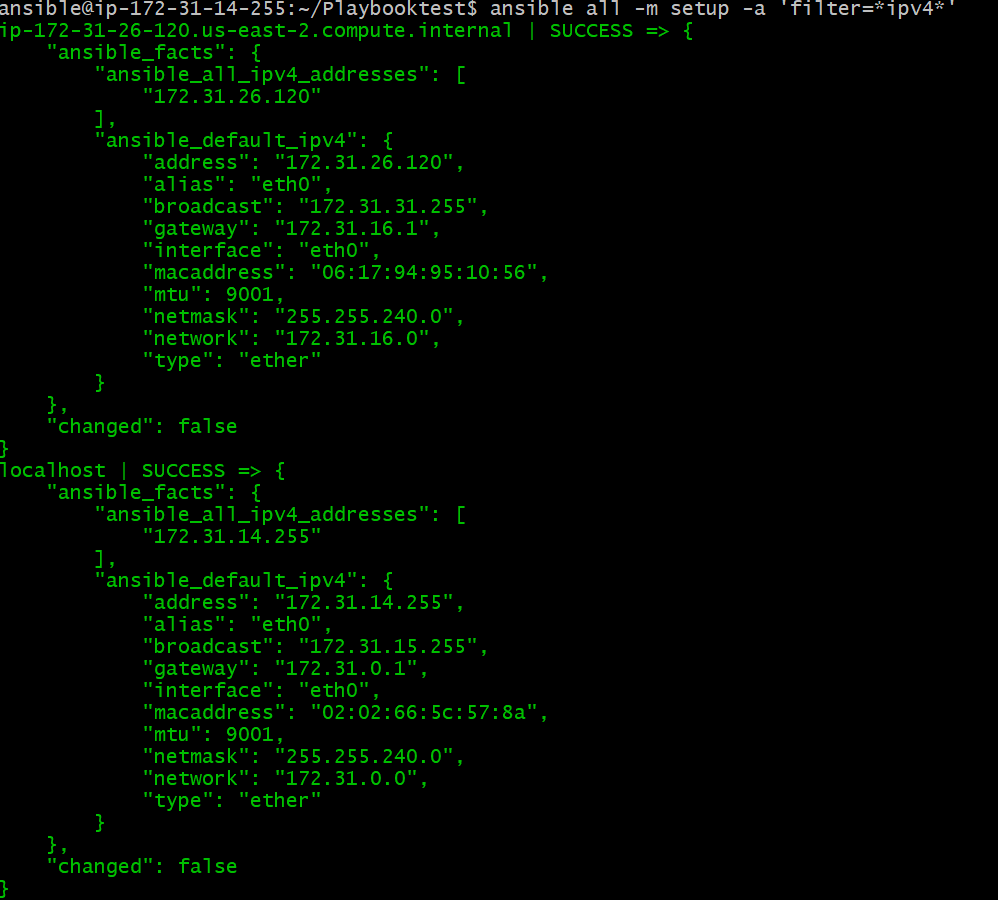 ansible@ip-172-31-14-255:~/Playbooktest$ ansible all -m setup -a 'filter=*ipv4*'
ip-172-31-26-120.us-east-2.compute.internal | SUCCESS => {
    "ansible_facts": {
        "ansible_all_ipv4_addresses": [
            "172.31.26.120"
        ],
        "ansible_default_ipv4": {
            "address": "172.31.26.120",
            "alias": "eth0",
            "broadcast": "172.31.31.255",
            "gateway": "172.31.16.1",
            "interface": "eth0",
            "macaddress": "06:17:94:95:10:56",
            "mtu": 9001,
            "netmask": "255.255.240.0",
            "network": "172.31.16.0",
            "type": "ether"
        }
    },
    "changed": false
}
localhost | SUCCESS => {
    "ansible_facts": {
        "ansible_all_ipv4_addresses": [
            "172.31.14.255"
        ],
        "ansible_default_ipv4": {
            "address": "172.31.14.255",
            "alias": "eth0",
            "broadcast": "172.31.15.255",
            "gateway": "172.31.0.1",
            "interface": "eth0",
            "macaddress": "02:02:66:5c:57:8a",
            "mtu": 9001,
            "netmask": "255.255.240.0",
            "network": "172.31.0.0",
            "type": "ether"
        }
    },
    "changed": false
}